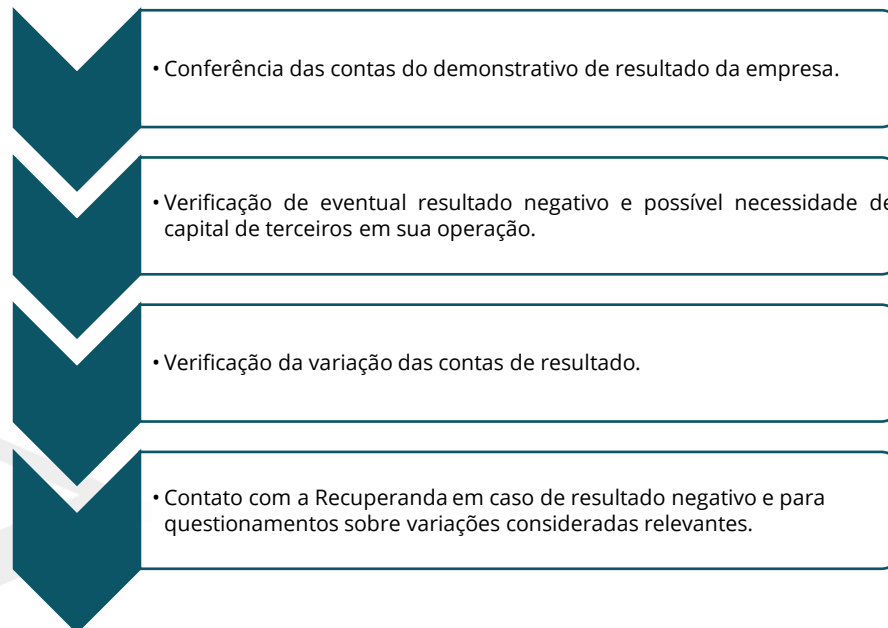 • Conferência das contas do demonstrativo de resultado da empresa.
• Verificação de eventual resultado negativo e possível necessidade de
capital de terceiros em sua operação.
• Verificação da variação das contas de resultado.
• Contato com a Recuperanda em caso de resultado negativo e para
questionamentos sobre variações consideradas relevantes.